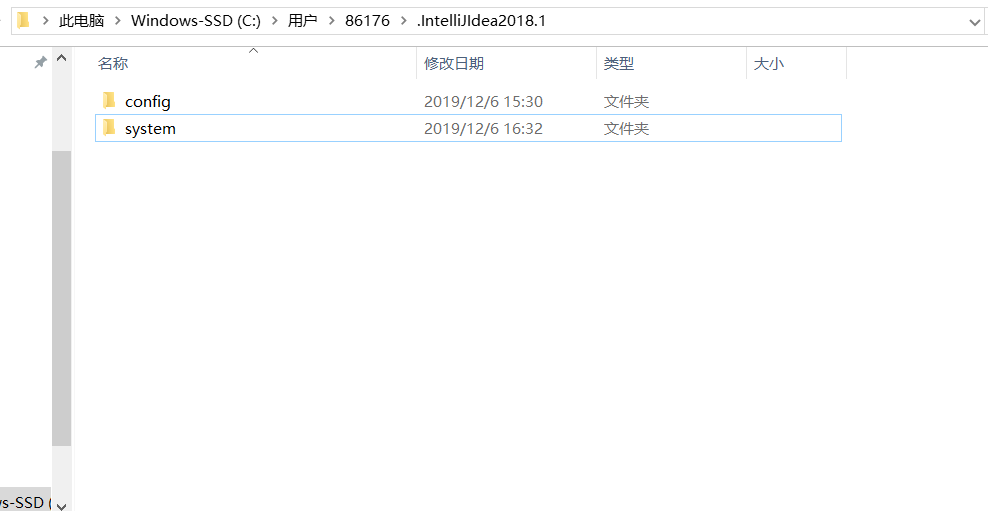 此电脑 Windows-SSD (C:) 用户 86176 .IntelliJIdea2018.1
名称 修改日期 类型 大小
config 2019/12/6 15:30 文件夹
system 2019/12/6 16:32 文件夹
s-SSD (